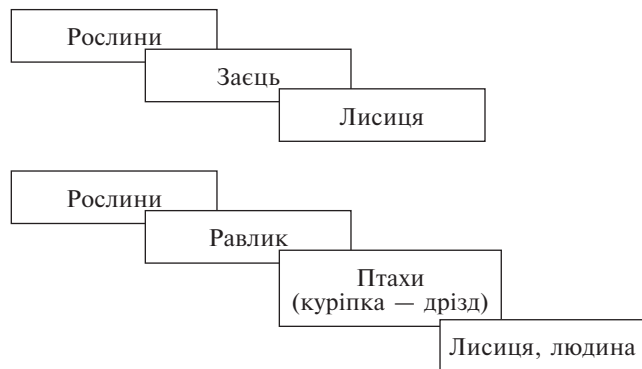 Рослини
Заєць
Лисиця
Рослини
Равлик
Птахи
(куріпка — дрізд)
Лисиця, людина